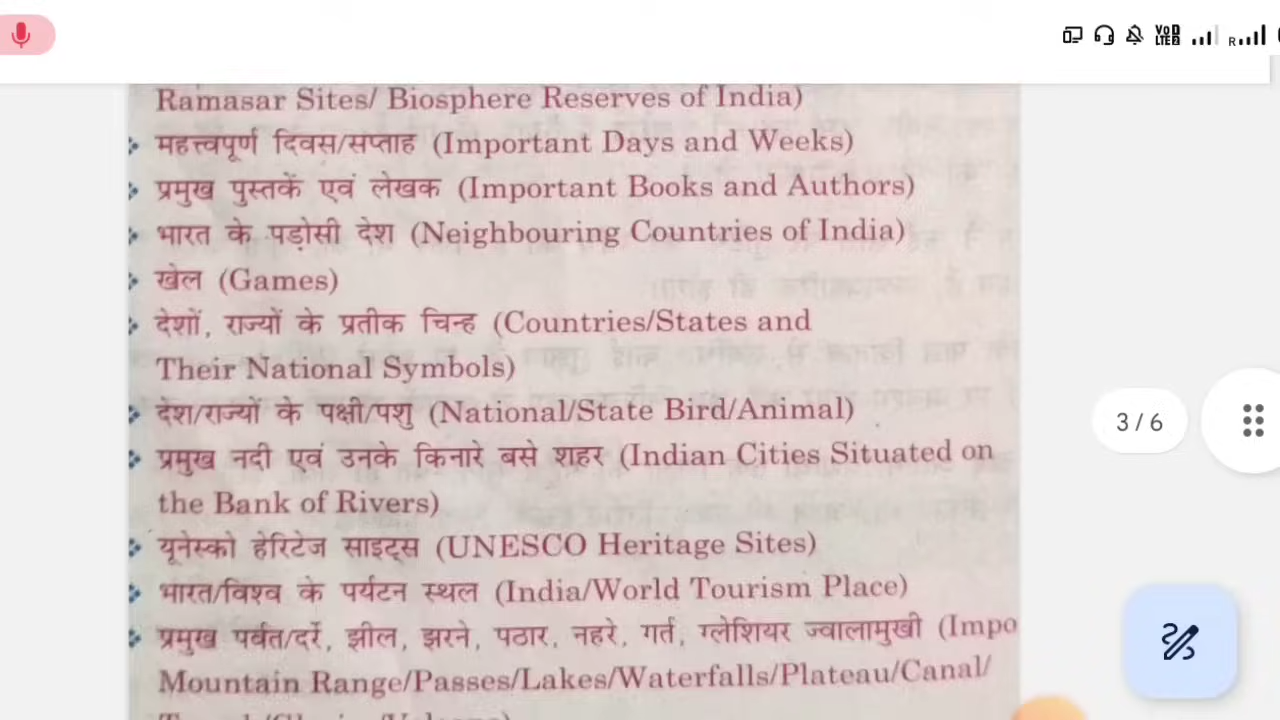 VoD
LTE 2
R
Ramasar Sites/ Biosphere Reserves of India)
महत्त्वपूर्ण दिवस/सप्ताह (Important Days and Weeks)
प्रमुख पुस्तकें एवं लेखक (Important Books and Authors)
भारत के पड़ोसी देश (Neighbouring Countries of India)
खेल (Games)
देशों, राज्यों के प्रतीक चिन्ह (Countries/States and
Their National Symbols)
देश/राज्यों के पक्षी/पशु (National/State Bird/Animal)
3 / 6
प्रमुख नदी एवं उनके किनारे बसे शहर (Indian Cities Situated on
the Bank of Rivers)
यूनेस्को हेरिटेज साइट्स (UNESCO Heritage Sites)
भारत/विश्व के पर्यटन स्थल (India/World Tourism Place)
प्रमुख पर्वत/दर्रे, झील, झरने, पठार, नहरे, गर्त, ग्लेशियर ज्वालामुखी (Impo
Mountain Range/Passes/Lakes/Waterfalls/Plateau/Canal/